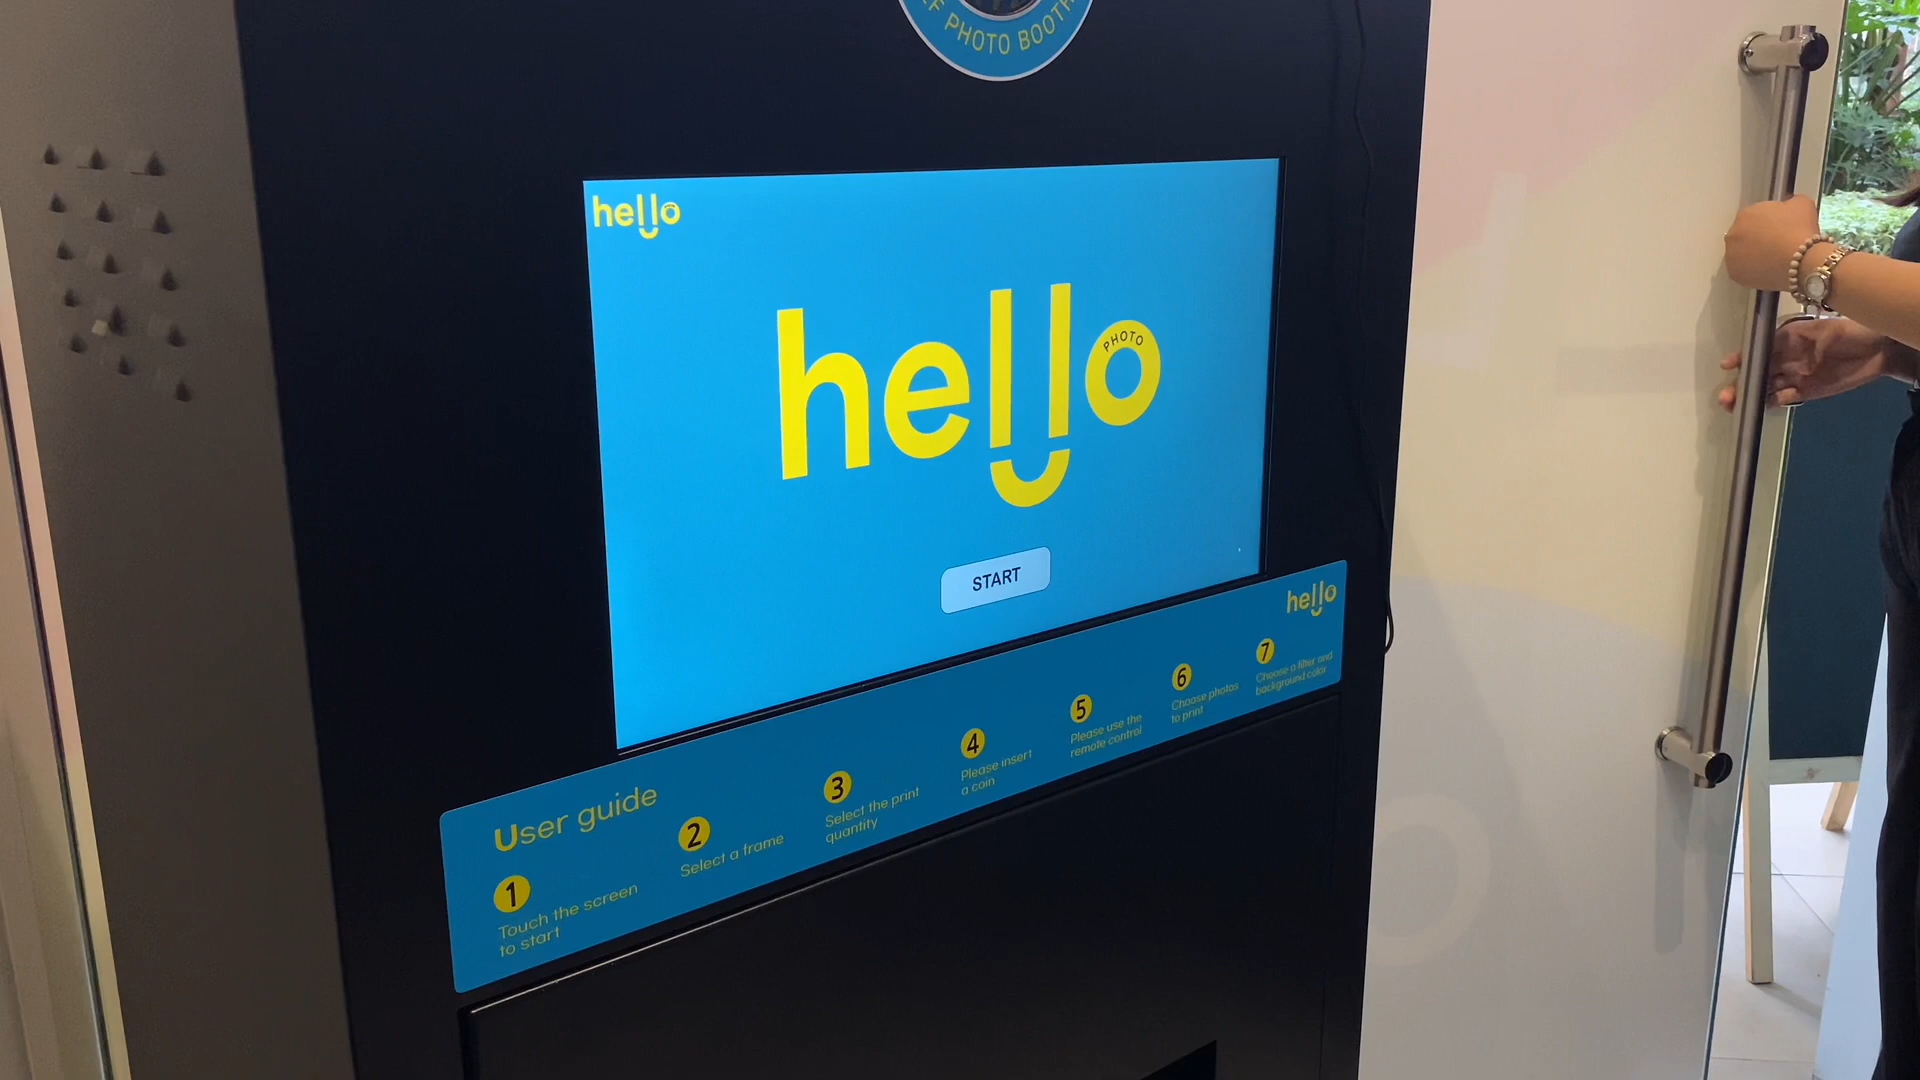 PHOTO BOOTH
hello
hello
PHOTO
START
hello
User guide
1
Touch the screen
to start
2
Select a frame
3
Select the print
quantity
4
Please insert
a coin
5
Please use the
remote control
6
Choose photos
to print
7
Choose a filter and
background color